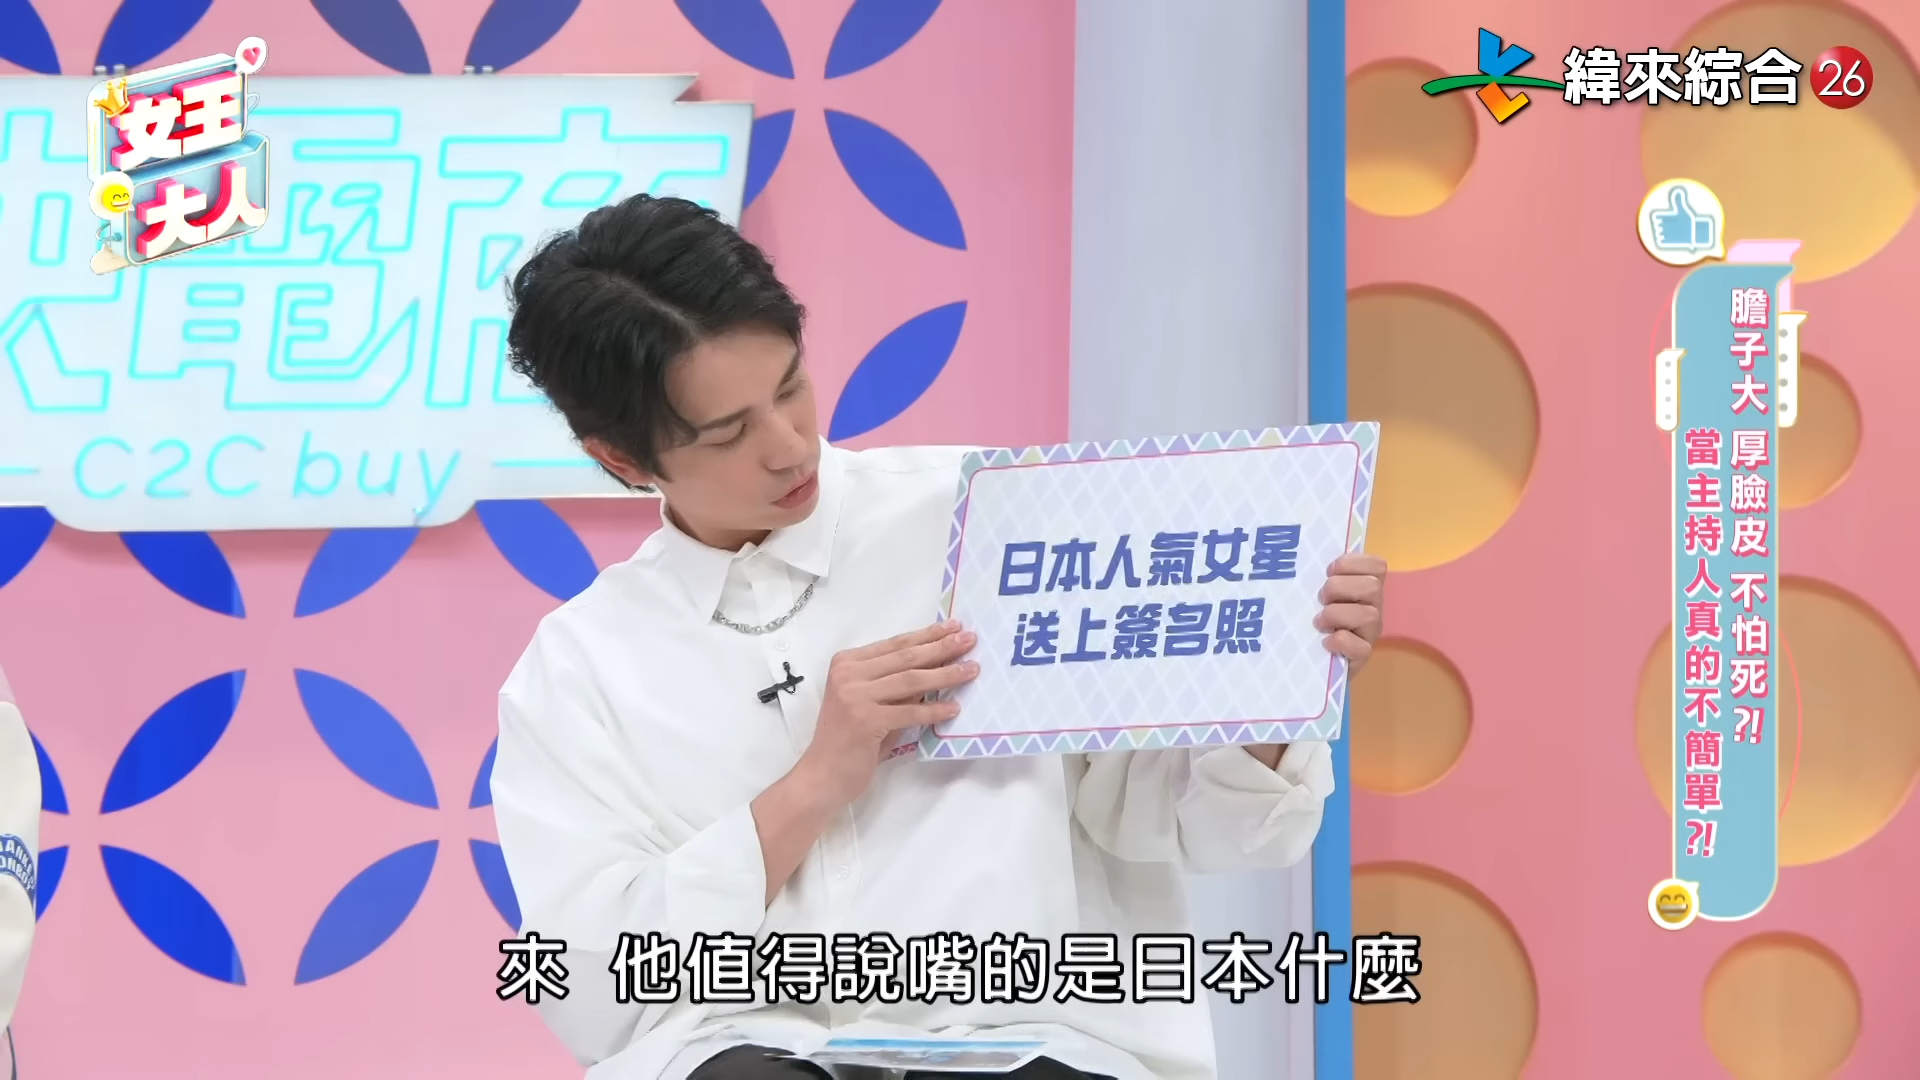 女王
大人
緯來綜合 26
電商
C2C buy
膽子大 厚臉皮 不怕死?!
當主持人真的不簡單?!
日本人氣女星
送上簽名照
來 他值得說嘴的是日本什麼